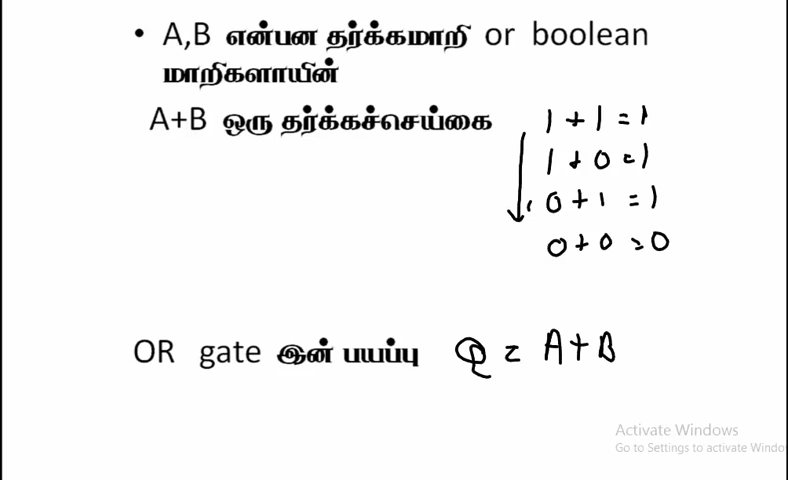 • A,B என்பன தர்க்கமாறி or boolean
மாறிகளாயின்
A+B ஒரு தர்க்கச்செய்கை
1 + 1 = 1
1 + 0 = 1
0 + 1 = 1
0 + 0 = 0
OR gate இன் பயப்பு Q = A + B
Activate Windows
Go to Settings to activate Windo